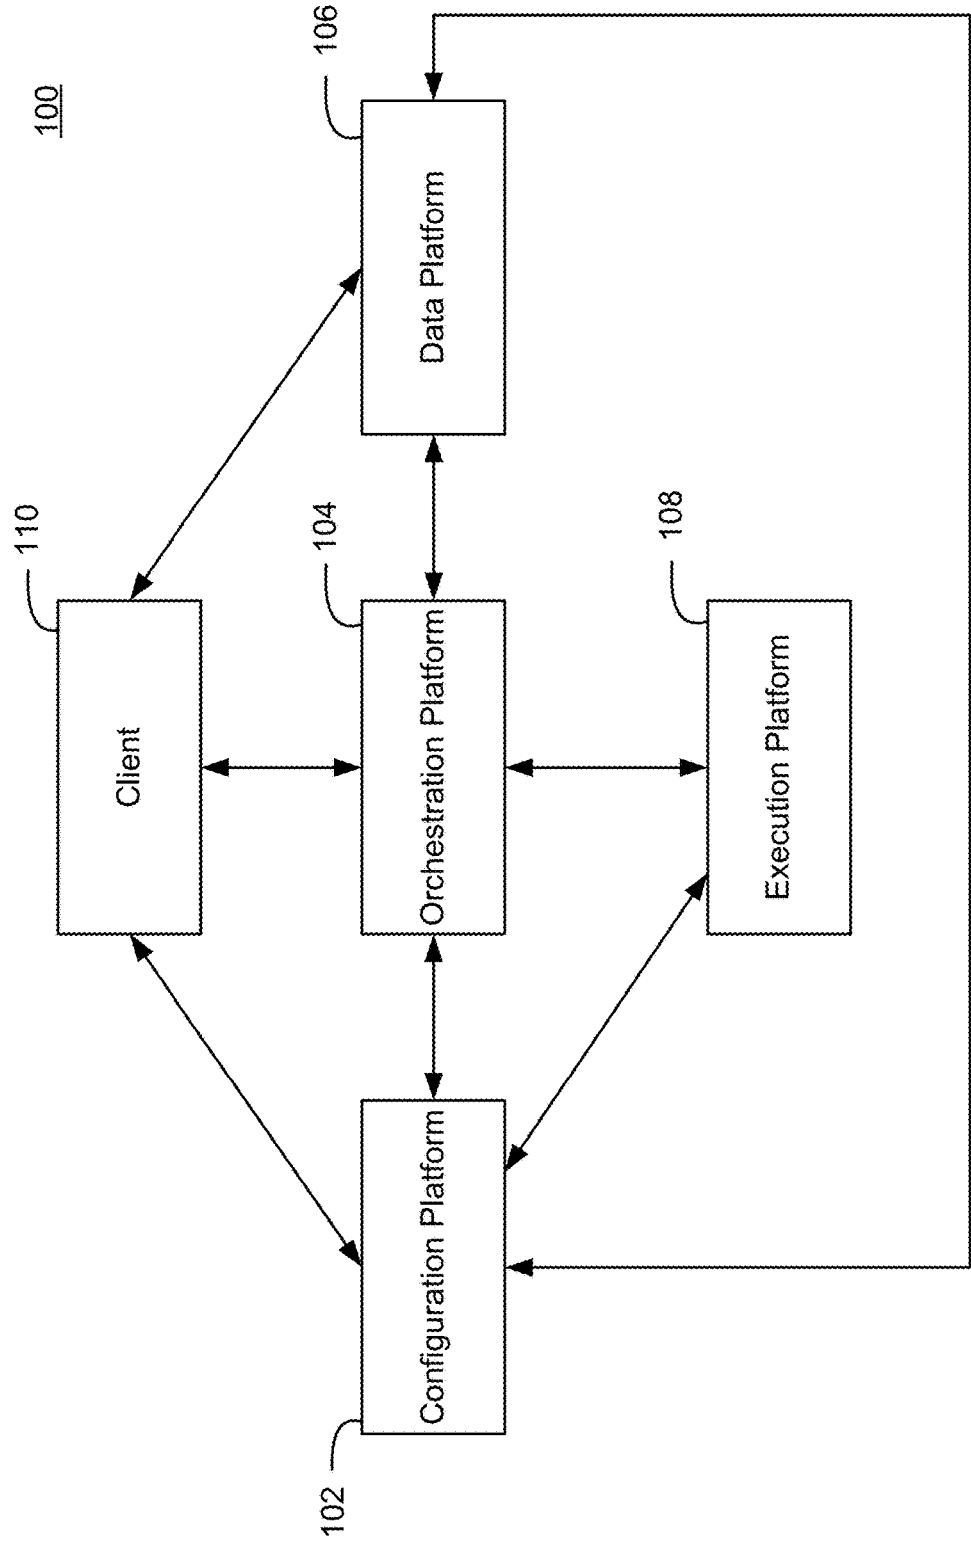 100
110
Client
102
Configuration Platform
104
Orchestration Platform
106
Data Platform
108
Execution Platform